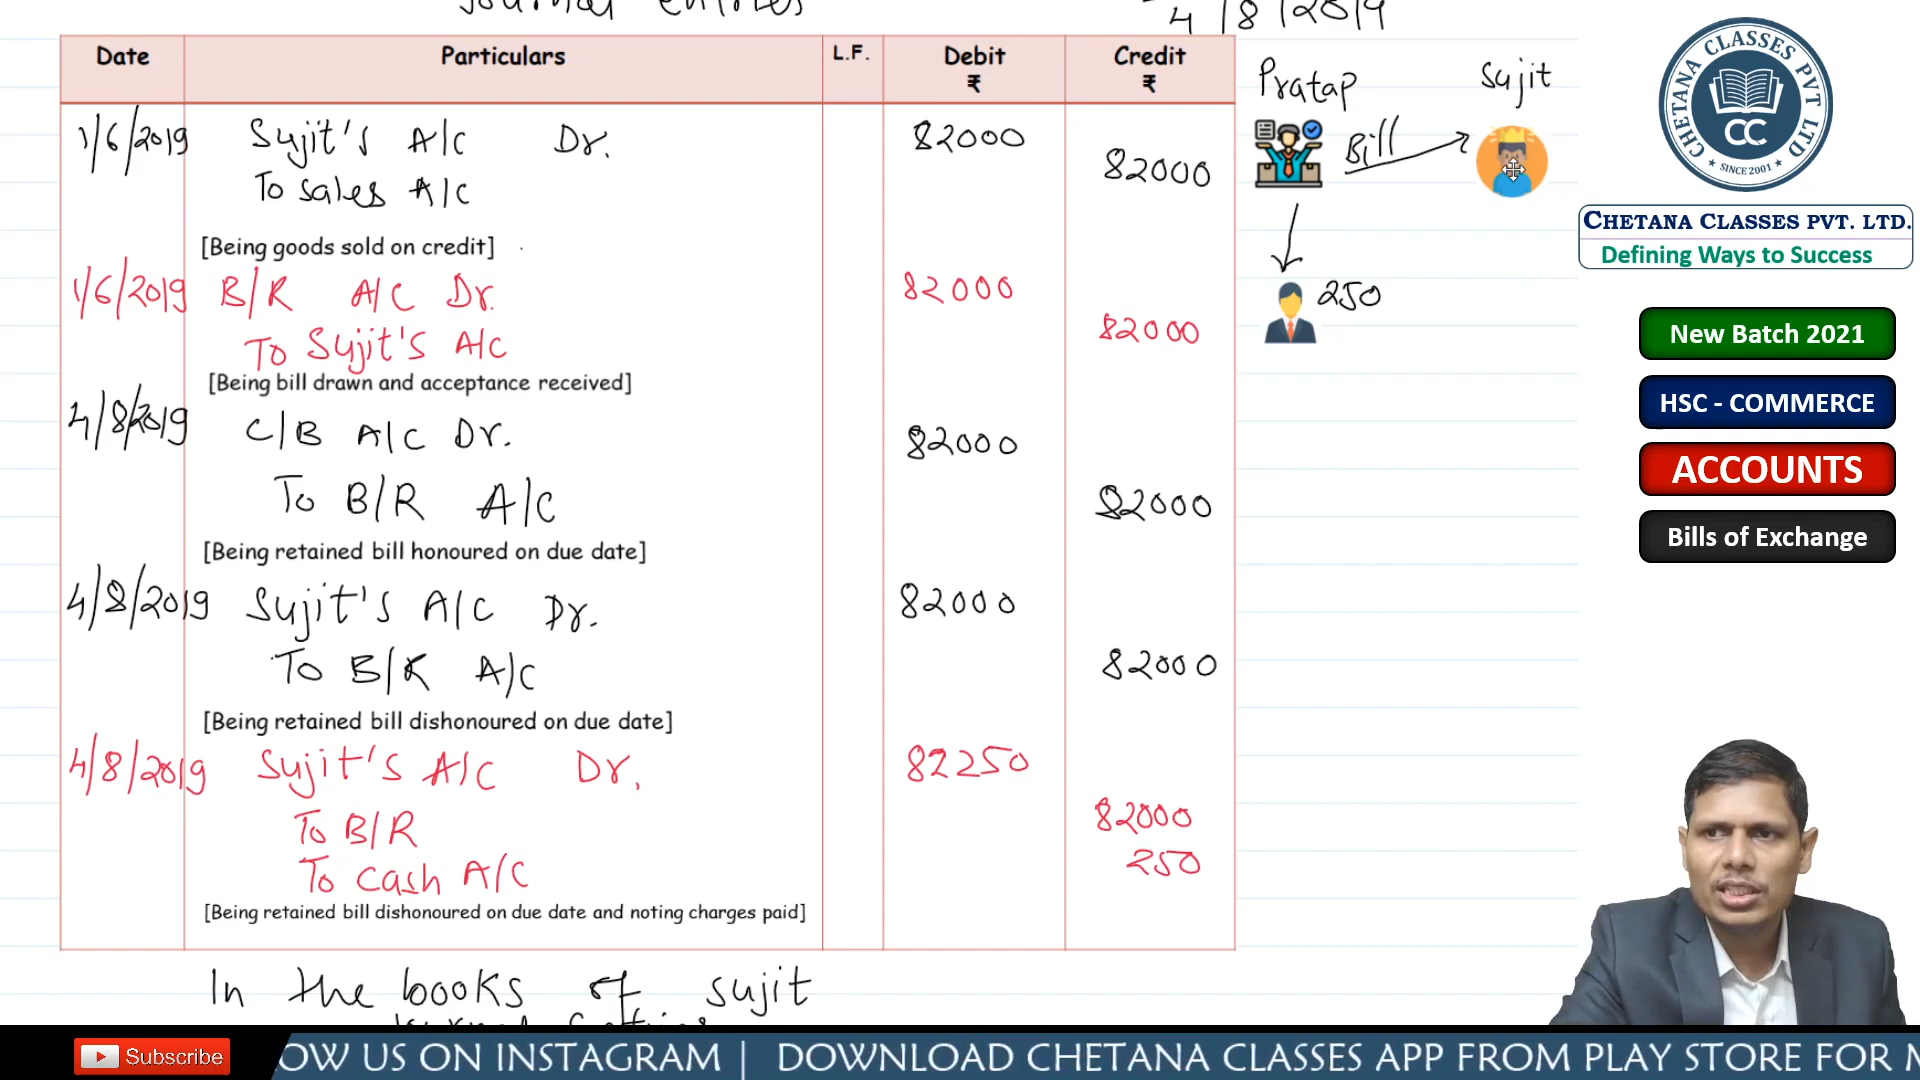 Journal entries
4/8/2019
Date Particulars L.F. Debit ₹ Credit ₹
1/6/2019 Sujit's A/C Dr. 82000
To sales A/C 82000
[Being goods sold on credit]
1/6/2019 B/R A/C Dr. 82000
To Sujit's A/C 82000
[Being bill drawn and acceptance received]
4/8/2019 C/B A/C Dr. 82000
To B/R A/C 82000
[Being retained bill honoured on due date]
4/8/2019 Sujit's A/C Dr. 82000
To B/R A/C 82000
[Being retained bill dishonoured on due date]
4/8/2019 Sujit's A/C Dr. 82250
To B/R 82000
To cash A/C 250
[Being retained bill dishonoured on due date and noting charges paid]
In the books of sujit
Pratap Sujit
Bill
250
CHETANA CLASSES PVT LTD
CC
SINCE 2001
CHETANA CLASSES PVT. LTD.
Defining Ways to Success
New Batch 2021
HSC - COMMERCE
ACCOUNTS
Bills of Exchange
Subscribe
OW US ON INSTAGRAM | DOWNLOAD CHETANA CLASSES APP FROM PLAY STORE FOR